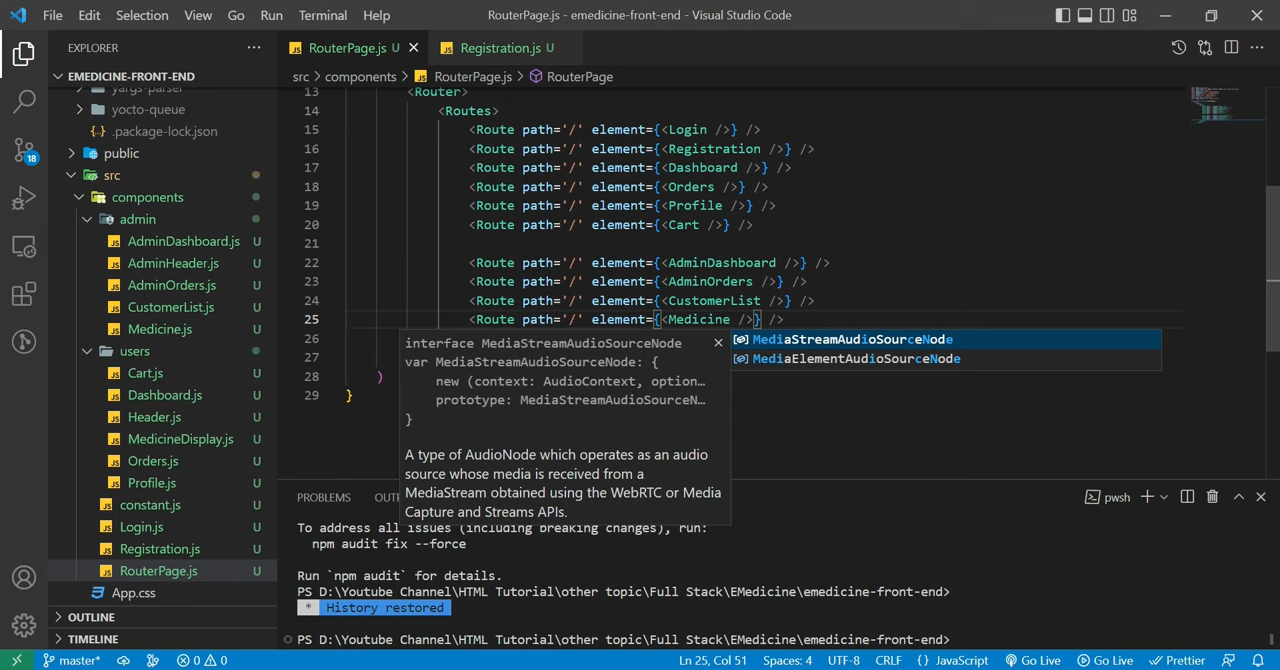 File Edit Selection View Go Run Terminal Help
RouterPage.js - emedicine-front-end - Visual Studio Code
EXPLORER
RouterPage.js U
Registration.js U
EMEDICINE-FRONT-END
src > components > RouterPage.js > RouterPage
yargs-parser
yocto-queue
.package-lock.json
public
src
components
admin
AdminDashboard.js U
AdminHeader.js U
AdminOrders.js U
CustomerList.js U
Medicine.js U
users
Cart.js U
Dashboard.js U
Header.js U
MedicineDisplay.js U
Orders.js U
Profile.js U
constant.js U
Login.js U
Registration.js U
RouterPage.js U
App.css
OUTLINE
TIMELINE
18
13 <Router>
14 <Routes>
15 <Route path='/' element={<Login />} />
16 <Route path='/' element={<Registration />} />
17 <Route path='/' element={<Dashboard />} />
18 <Route path='/' element={<Orders />} />
19 <Route path='/' element={<Profile />} />
20 <Route path='/' element={<Cart />} />
21
22 <Route path='/' element={<AdminDashboard />} />
23 <Route path='/' element={<AdminOrders />} />
24 <Route path='/' element={<CustomerList />} />
25 <Route path='/' element={<Medicine />} />
26
27
28 )
29 }
interface MediaStreamAudioSourceNode
var MediaStreamAudioSourceNode: {
new (context: AudioContext, option…
prototype: MediaStreamAudioSourceN…
}
A type of AudioNode which operates as an audio
source whose media is received from a
MediaStream obtained using the WebRTC or Media
Capture and Streams APIs.
MediaStreamAudioSourceNode
MediaElementAudioSourceNode
PROBLEMS OUT
pwsh
To address all issues (including breaking changes), run:
npm audit fix --force
Run `npm audit` for details.
PS D:\Youtube Channel\HTML Tutorial\other topic\Full Stack\EMedicine\emedicine-front-end>
* History restored
PS D:\Youtube Channel\HTML Tutorial\other topic\Full Stack\EMedicine\emedicine-front-end>
master* 0 0 Ln 25, Col 51 Spaces: 4 UTF-8 CRLF {} JavaScript Go Live Go Live Prettier